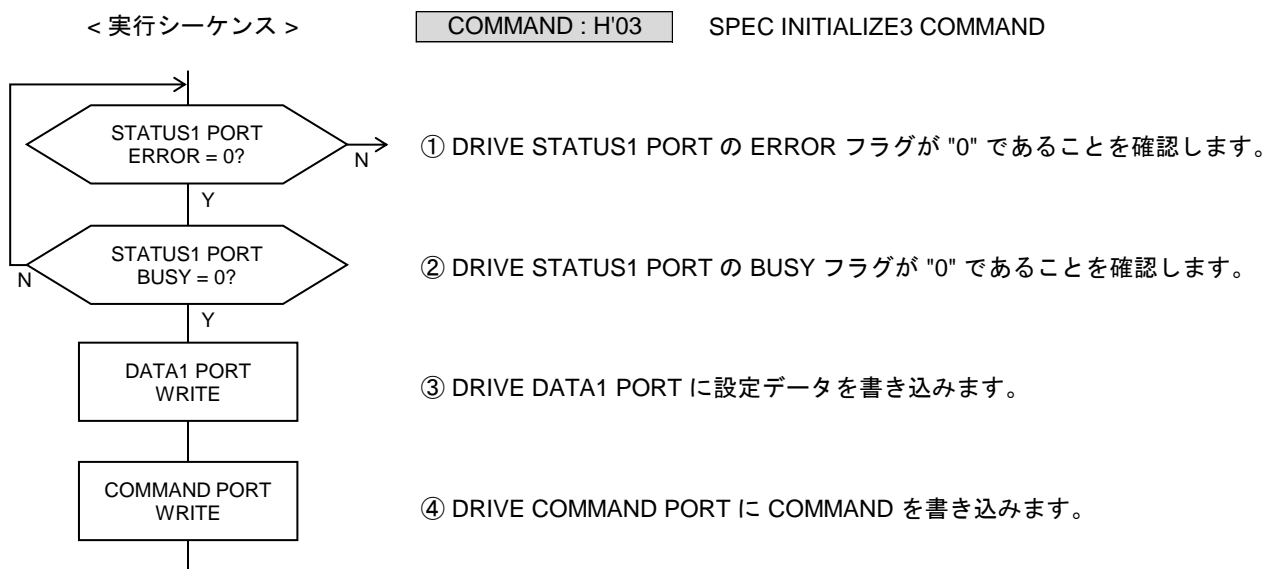 < 実行シーケンス >
COMMAND : H'03
SPEC INITIALIZE3 COMMAND
STATUS1 PORT
ERROR = 0?
N
① DRIVE STATUS1 PORT の ERROR フラグが "0" であることを確認します。
Y
STATUS1 PORT
BUSY = 0?
N
② DRIVE STATUS1 PORT の BUSY フラグが "0" であることを確認します。
Y
DATA1 PORT
WRITE
③ DRIVE DATA1 PORT に設定データを書き込みます。
COMMAND PORT
WRITE
④ DRIVE COMMAND PORT に COMMAND を書き込みます。